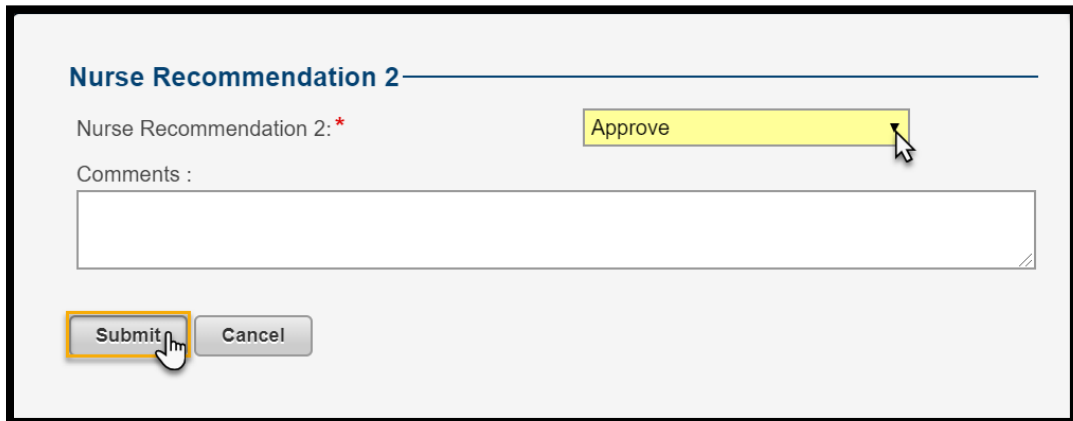 Nurse Recommendation 2
Nurse Recommendation 2:* Approve
Comments :
Submit Cancel